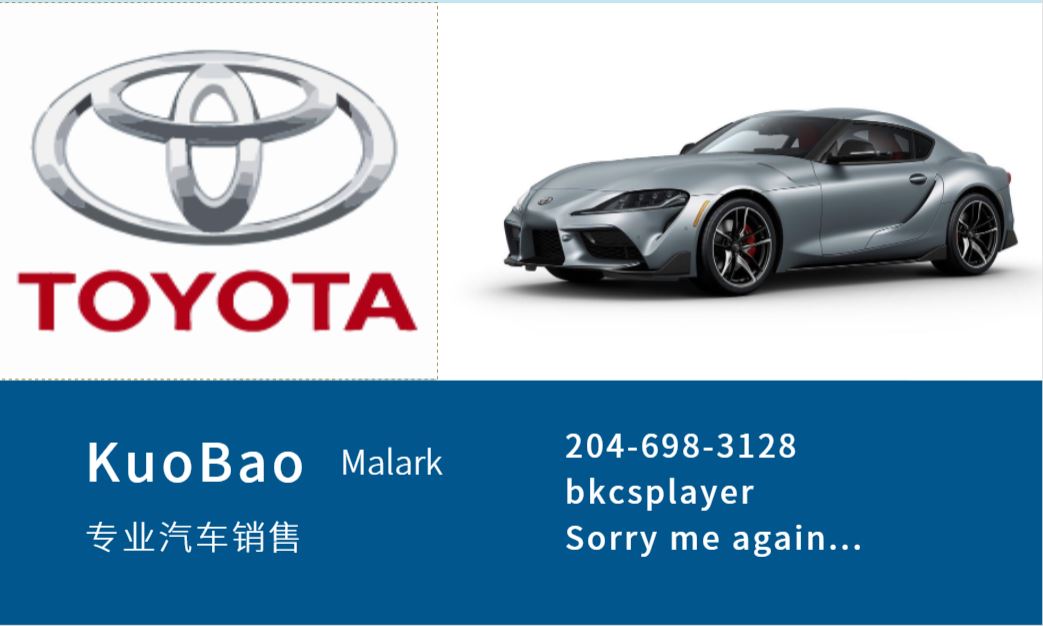 TOYOTA
KuoBao Malark
专业汽车销售
204-698-3128
bkcsplayer
Sorry me again...